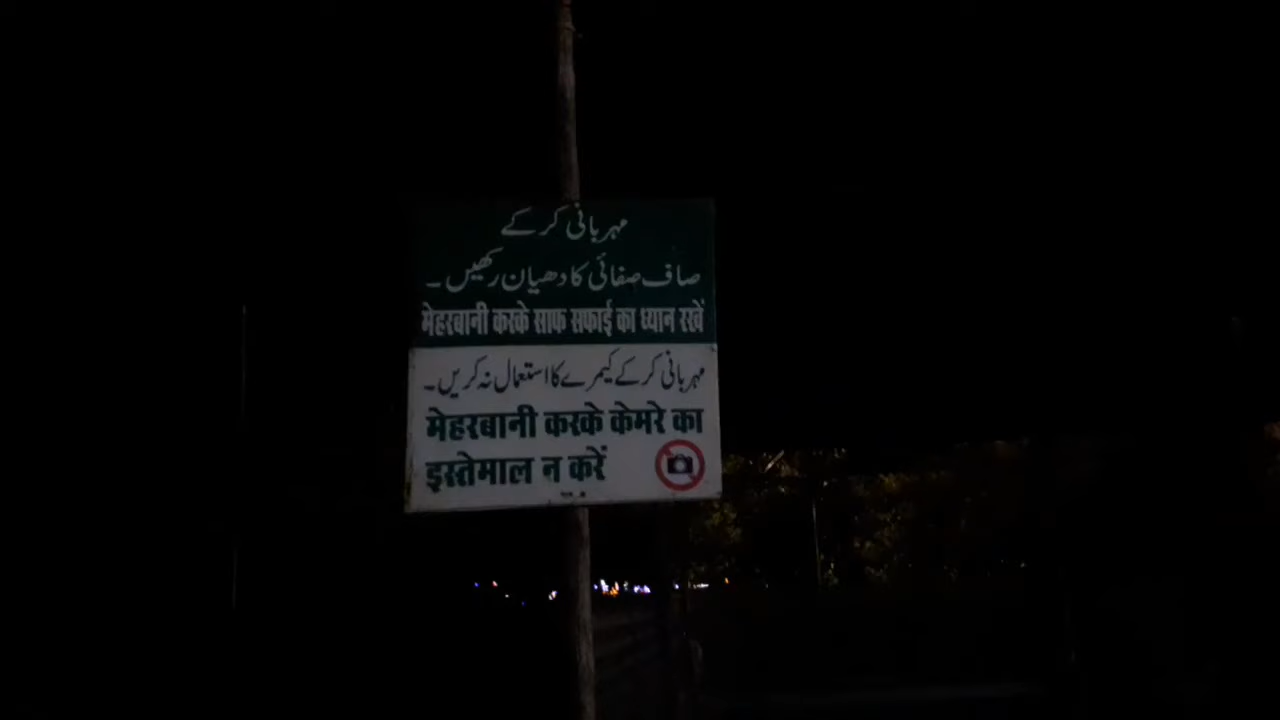 مہربانی کر کے
صاف صفائی کا دھیان رکھیں۔
मेहरबानी करके साफ सफाई का ध्यान रखें
مہربانی کر کے کیمرے کا استعمال نہ کریں۔
मेहरबानी करके केमरे का
इस्तेमाल न करें